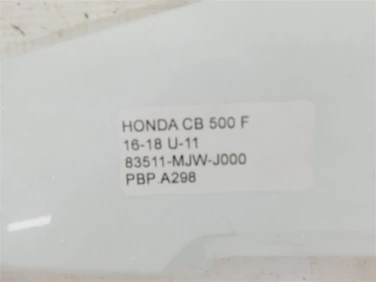 HONDA CB 500 F
16-18 U-11
83511-MJW-J000
PBP.A298